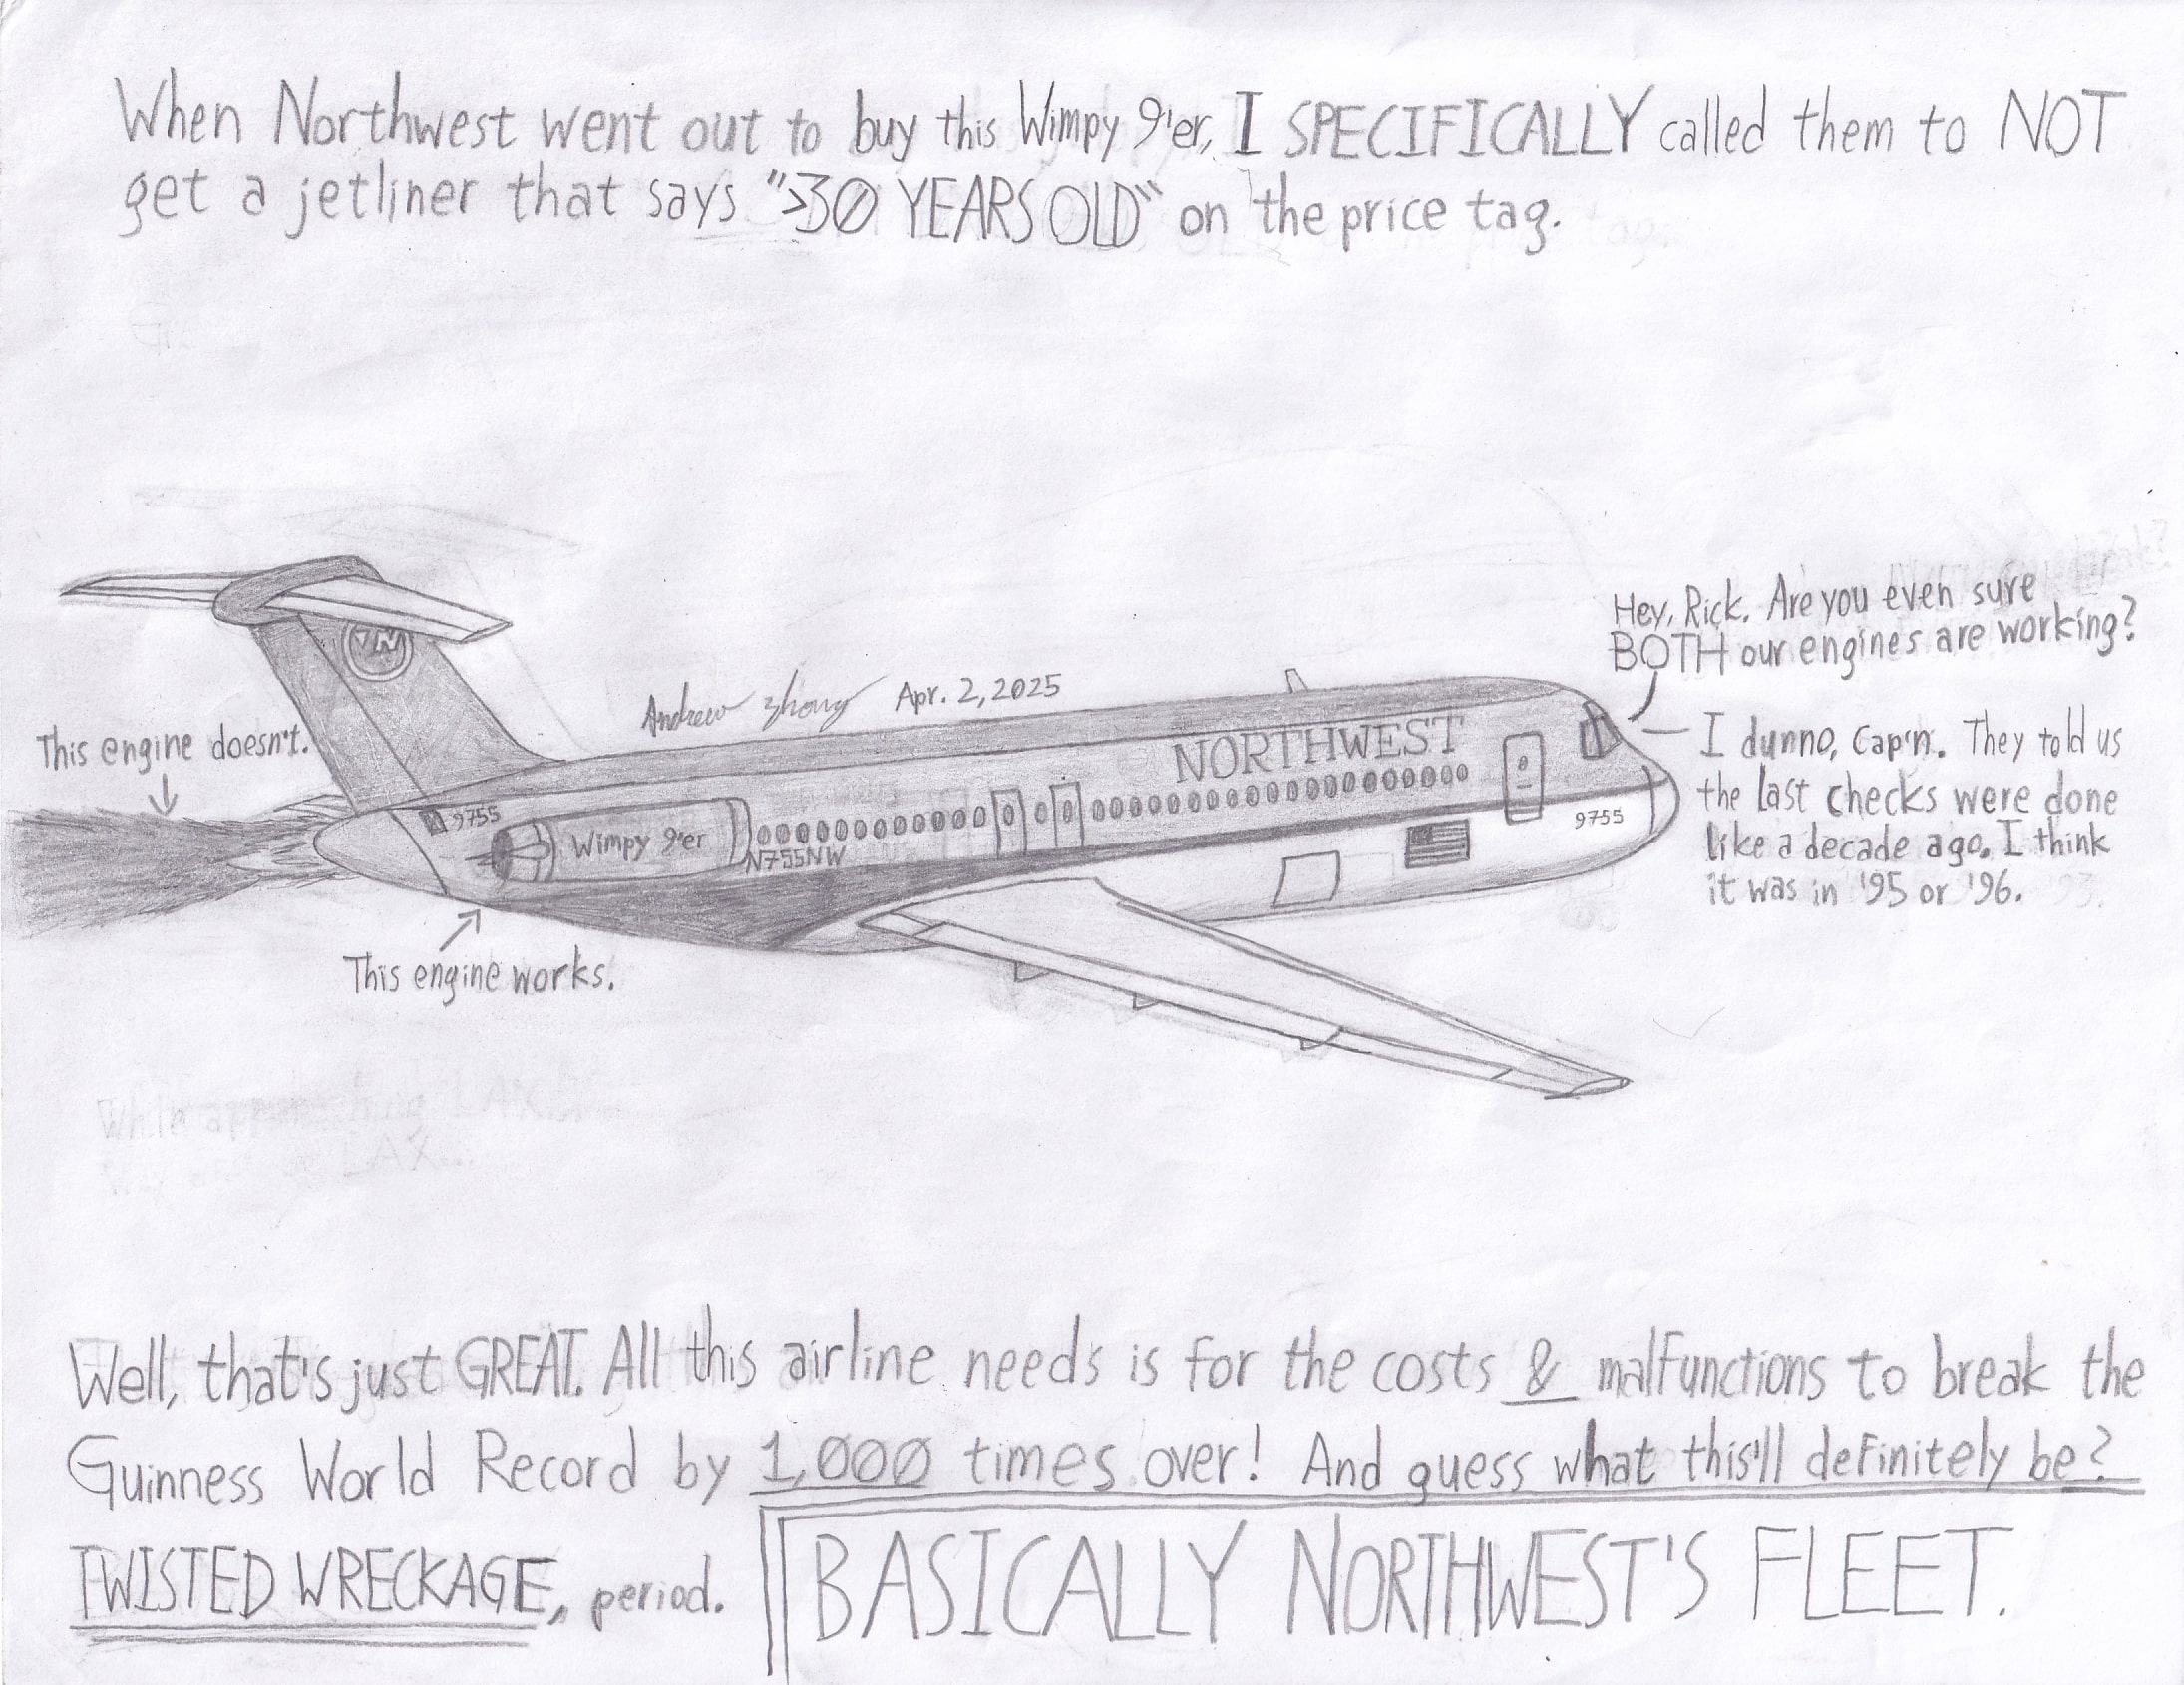 When Northwest went out to buy this Wimpy 9'er, I SPECIFICALLY called them to NOT
get a jetliner that says ">30 YEARS OLD" on the price tag.
Hey, Rick. Are you even sure
BOTH our engines are working?
Andrew Zhong Apr. 2, 2025
I dunno, Cap'n. They told us
the last checks were done
like a decade ago. I think
it was in '95 or '96.
This engine doesn't.
NORTHWEST
9755
9755
Wimpy 9'er
N755NW
This engine works.
Well, that's just GREAT. All this airline needs is for the costs & malfunctions to break the
Guinness World Record by 1,000 times over! And guess what this'll definitely be?
TWISTED WRECKAGE, period.
BASICALLY NORTHWEST'S FLEET.